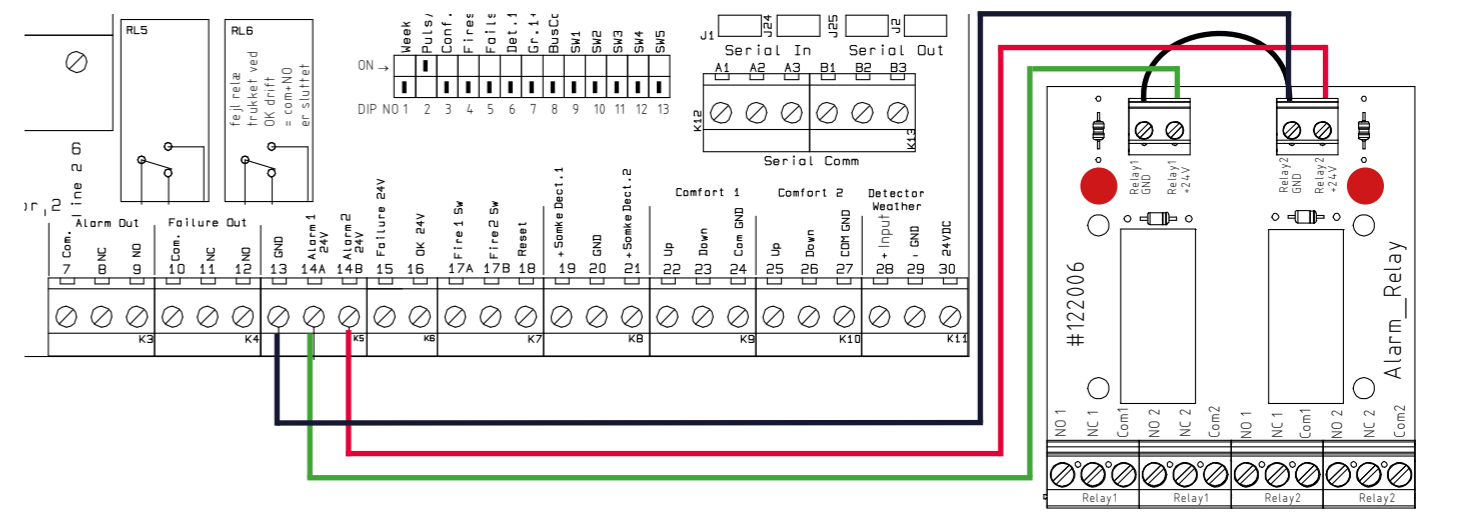 RL5
RL6
fejl relæ
trukket ved
OK drift
= com+NO
er sluttet
Week
Puls/
Conf.
Fires
Fails
Det.1
Gr.1+
BusCo
SW1
SW2
SW3
SW4
SW5
ON →
DIP NO 1 2 3 4 5 6 7 8 9 10 11 12 13
J1 J24 J25 J2
Serial In Serial Out
A1 A2 A3 B1 B2 B3
K12 K13
Serial Comm
line 2 6
or, 2
Alarm Out Failure Out
Comfort 1 Comfort 2 Detector
Weather
Com.
NC
NO
Com.
NC
NO
GND
Alarm 1
24V
Alarm 2
24V
Failure 24V
OK 24V
Fire1 Sw
Fire2 Sw
Reset
+Somke Dect.1
GND
+Somke Dect.2
Up
Down
Com GND
Up
Down
COM GND
+ Input
- GND
24VDC
7 8 9 10 11 12 13 14A 14B 15 16 17A 17B 18 19 20 21 22 23 24 25 26 27 28 29 30
K3 K4 K5 K6 K7 K8 K9 K10 K11
Relay1
GND
Relay1
+24V
Relay2
GND
Relay2
+24V
#122006
Alarm_Relay
NO 1
NC 1
Com1
NO 2
NC 2
Com2
NO 1
NC 1
Com1
NO 2
NC 2
Com2
Relay1 Relay1 Relay2 Relay2